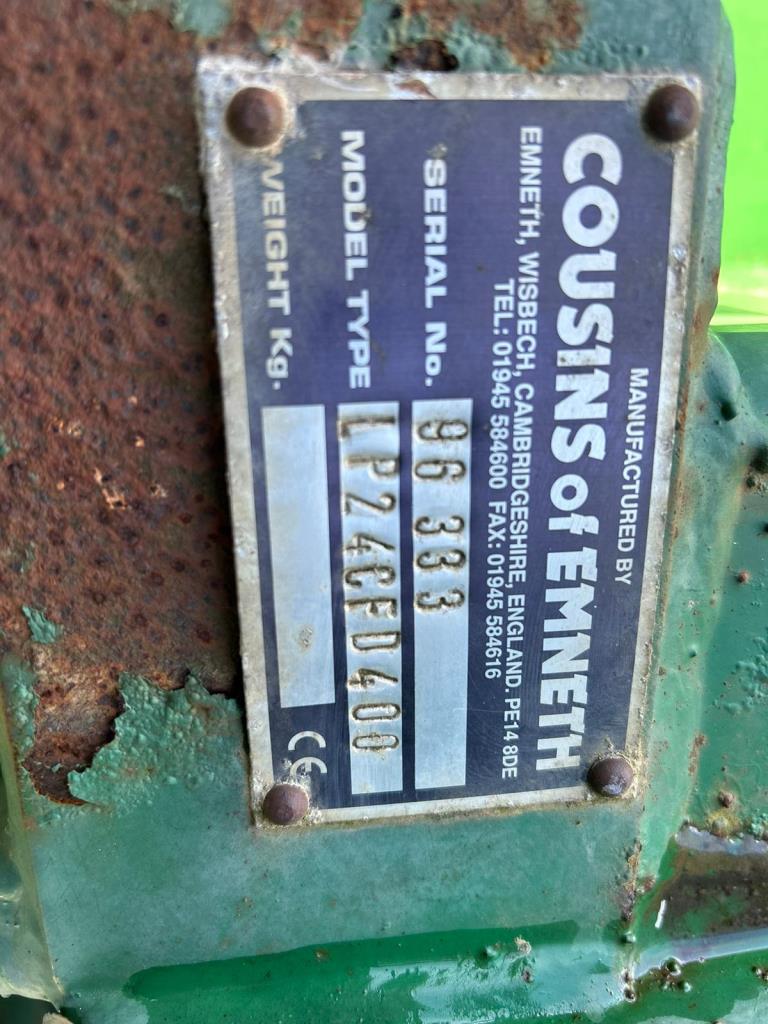 MANUFACTURED BY
COUSINS of EMNETH
EMNETH, WISBECH, CAMBRIDGESHIRE, ENGLAND. PE14 8DE
TEL.: 01945 584600 FAX: 01945 584616
SERIAL No. 96 333
MODEL TYPE LP24CFD400
WEIGHT Kg.
CE